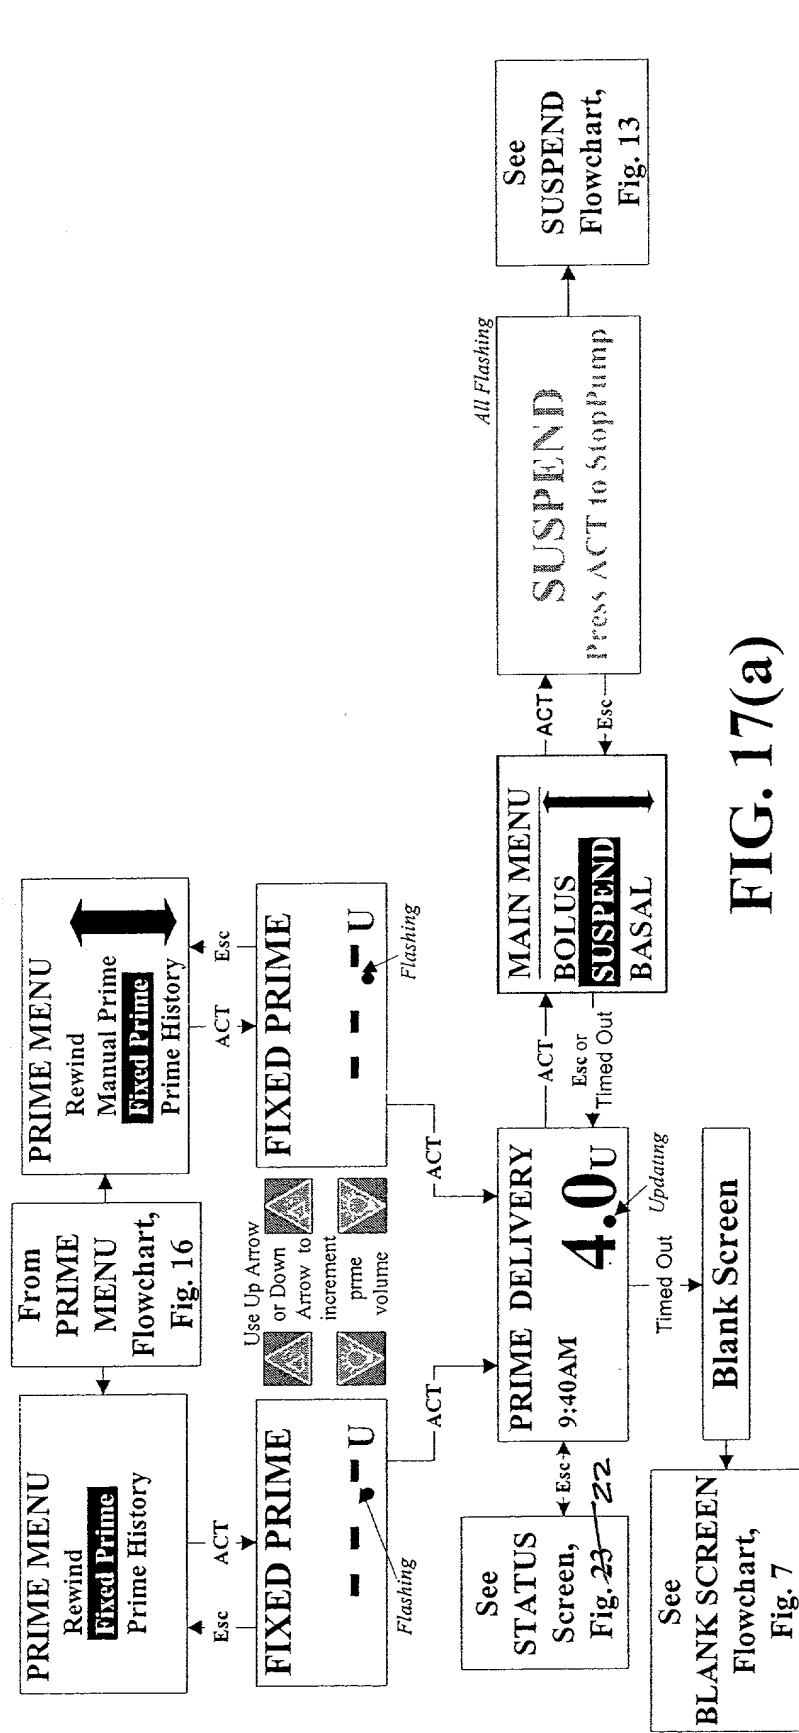 From
PRIME
MENU
Flowchart,
Fig. 16
PRIME MENU
Rewind
Fixed Prime
Prime History
PRIME MENU
Rewind
Manual Prime
Fixed Prime
Prime History
Esc
ACT
ACT
Esc
FIXED PRIME
- - -.- U
Flashing
Use Up Arrow
or Down
Arrow to
increment
prme
volume
FIXED PRIME
- - -.- U
Flashing
ACT
ACT
See
STATUS
Screen,
Fig. 23 22
Esc
PRIME DELIVERY
9:40AM
4.0U
Updating
ACT
Esc or
Timed Out
MAIN MENU
BOLUS
SUSPEND
BASAL
ACT
Esc
All Flashing
SUSPEND
Press ACT to StopPump
See
SUSPEND
Flowchart,
Fig. 13
Timed Out
Blank Screen
See
BLANK SCREEN
Flowchart,
Fig. 7
FIG. 17(a)